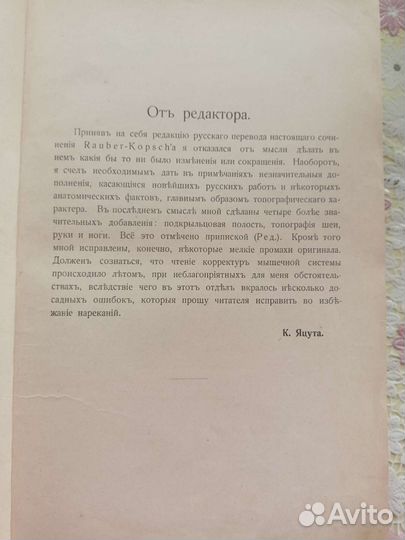 Отъ редактора.
Принявъ на себя редакцію русскаго перевода настоящаго сочи-
ненія Rauber-Kopsch'a я отказался отъ мысли дѣлать въ
немъ какія бы то ни было измѣненія или сокращенія. Наоборотъ,
я счелъ необходимымъ дать въ примѣчаніяхъ незначительныя до-
полненія, касающіяся новѣйшихъ русскихъ работъ и нѣкоторыхъ
анатомическихъ фактовъ, главнымъ образомъ топографическаго ха-
рактера. Въ послѣднемъ смыслѣ мной сдѣланы четыре болѣе зна-
чительныхъ добавленія: подкрыльцовая полость, топографія шеи,
руки и ноги. Всё это отмѣчено припиской (Ред.). Кромѣ того
мной исправлены, конечно, нѣкоторые мелкіе промахи оригинала.
Долженъ сознаться, что чтеніе корректуръ мышечной системы
происходило лѣтомъ, при неблагопріятныхъ для меня обстоятель-
ствахъ, вслѣдствіе чего въ этотъ отдѣлъ вкралось нѣсколько до-
садныхъ ошибокъ, которыя прошу читателя исправить во избѣ-
жаніе нареканій.
К. Яцута.
Avito